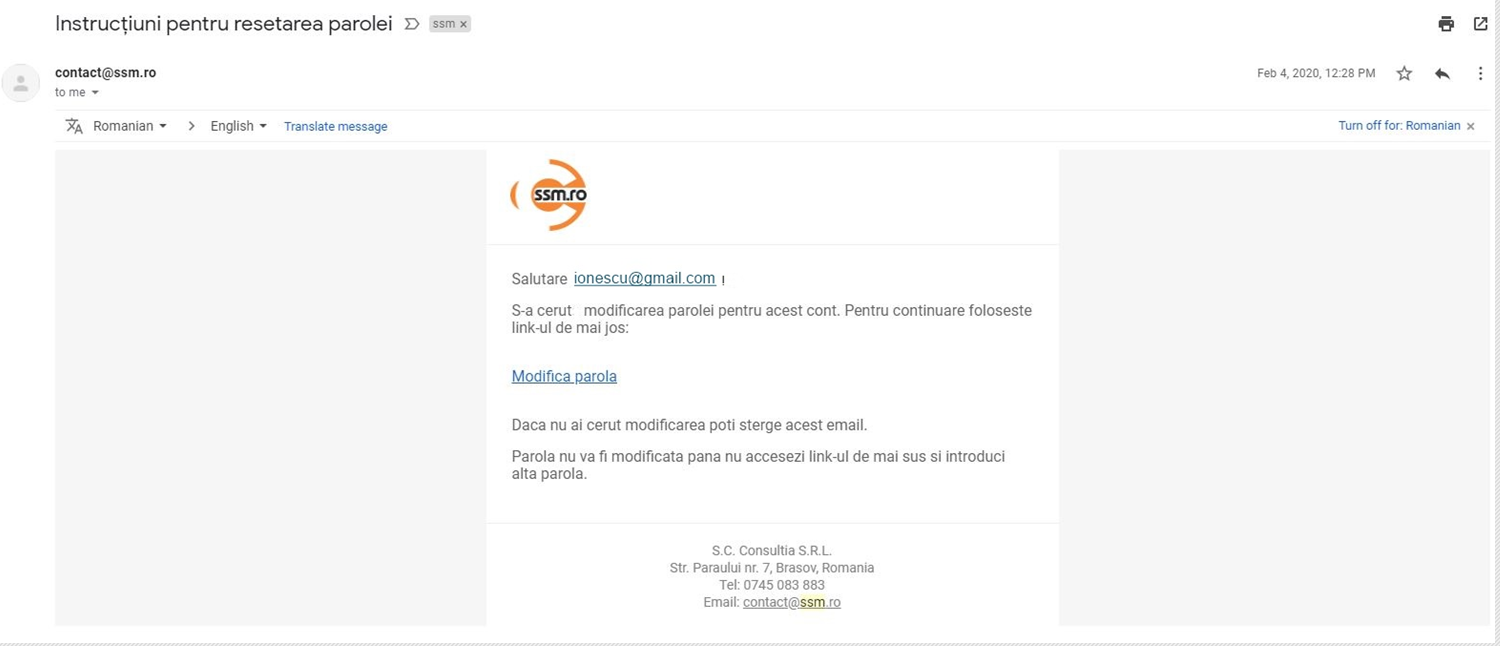 Instrucțiuni pentru resetarea parolei
ssm x
contact@ssm.ro
Feb 4, 2020, 12:28 PM
to me
Romanian > English Translate message
Turn off for: Romanian x
ssm.ro
Salutare ionescu@gmail.com !
S-a cerut modificarea parolei pentru acest cont. Pentru continuare foloseste
link-ul de mai jos:
Modifica parola
Daca nu ai cerut modificarea poti sterge acest email.
Parola nu va fi modificata pana nu accesezi link-ul de mai sus si introduci
alta parola.
S.C. Consultia S.R.L.
Str. Paraului nr. 7, Brasov, Romania
Tel: 0745 083 883
Email: contact@ssm.ro